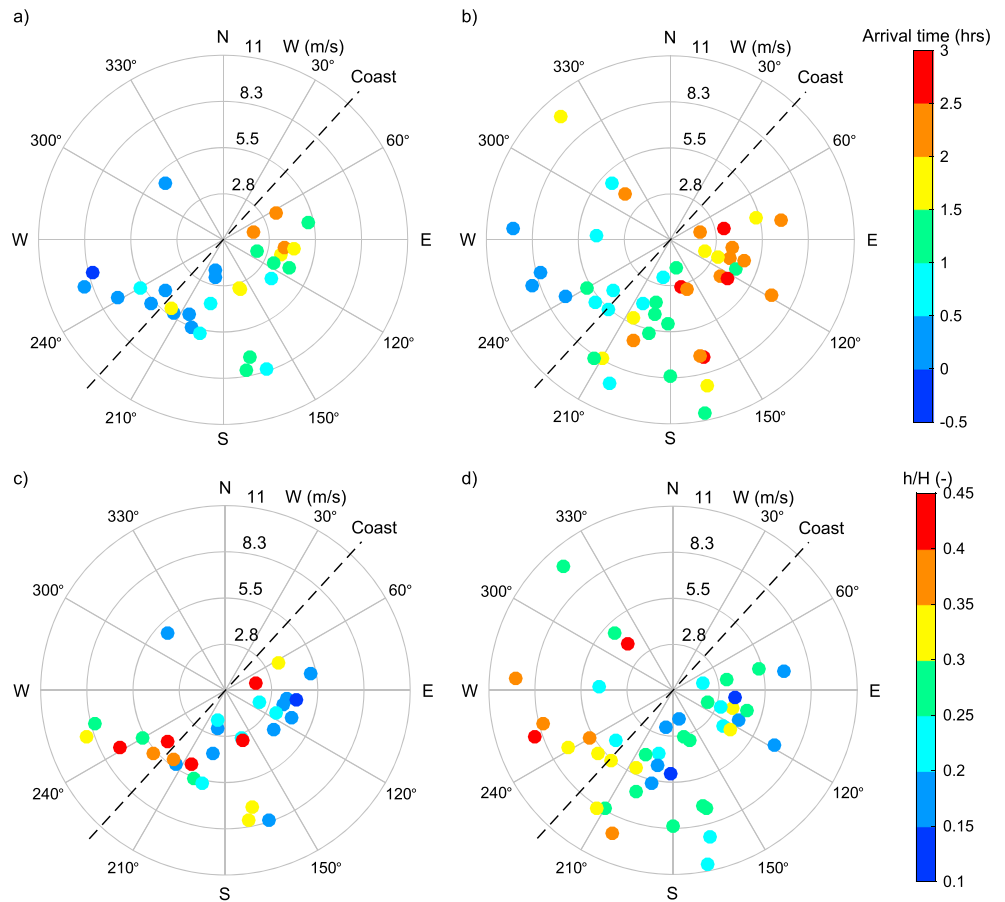 a)
N
11 W (m/s)
330°
30°
Coast
8.3
300°
5.5
60°
2.8
W
E
240°
120°
210°
150°
S
b)
N
11 W (m/s)
30°
Coast
330°
8.3
300°
5.5
60°
2.8
W
E
240°
120°
210°
150°
S
Arrival time (hrs)
3
2.5
2
1.5
1
0.5
0
-0.5
c)
N
11 W (m/s)
330°
30°
Coast
8.3
300°
5.5
60°
2.8
W
E
240°
120°
210°
150°
S
d)
N
11 W (m/s)
330°
30°
Coast
8.3
300°
5.5
60°
2.8
W
E
240°
120°
210°
150°
S
h/H (-)
0.45
0.4
0.35
0.3
0.25
0.2
0.15
0.1